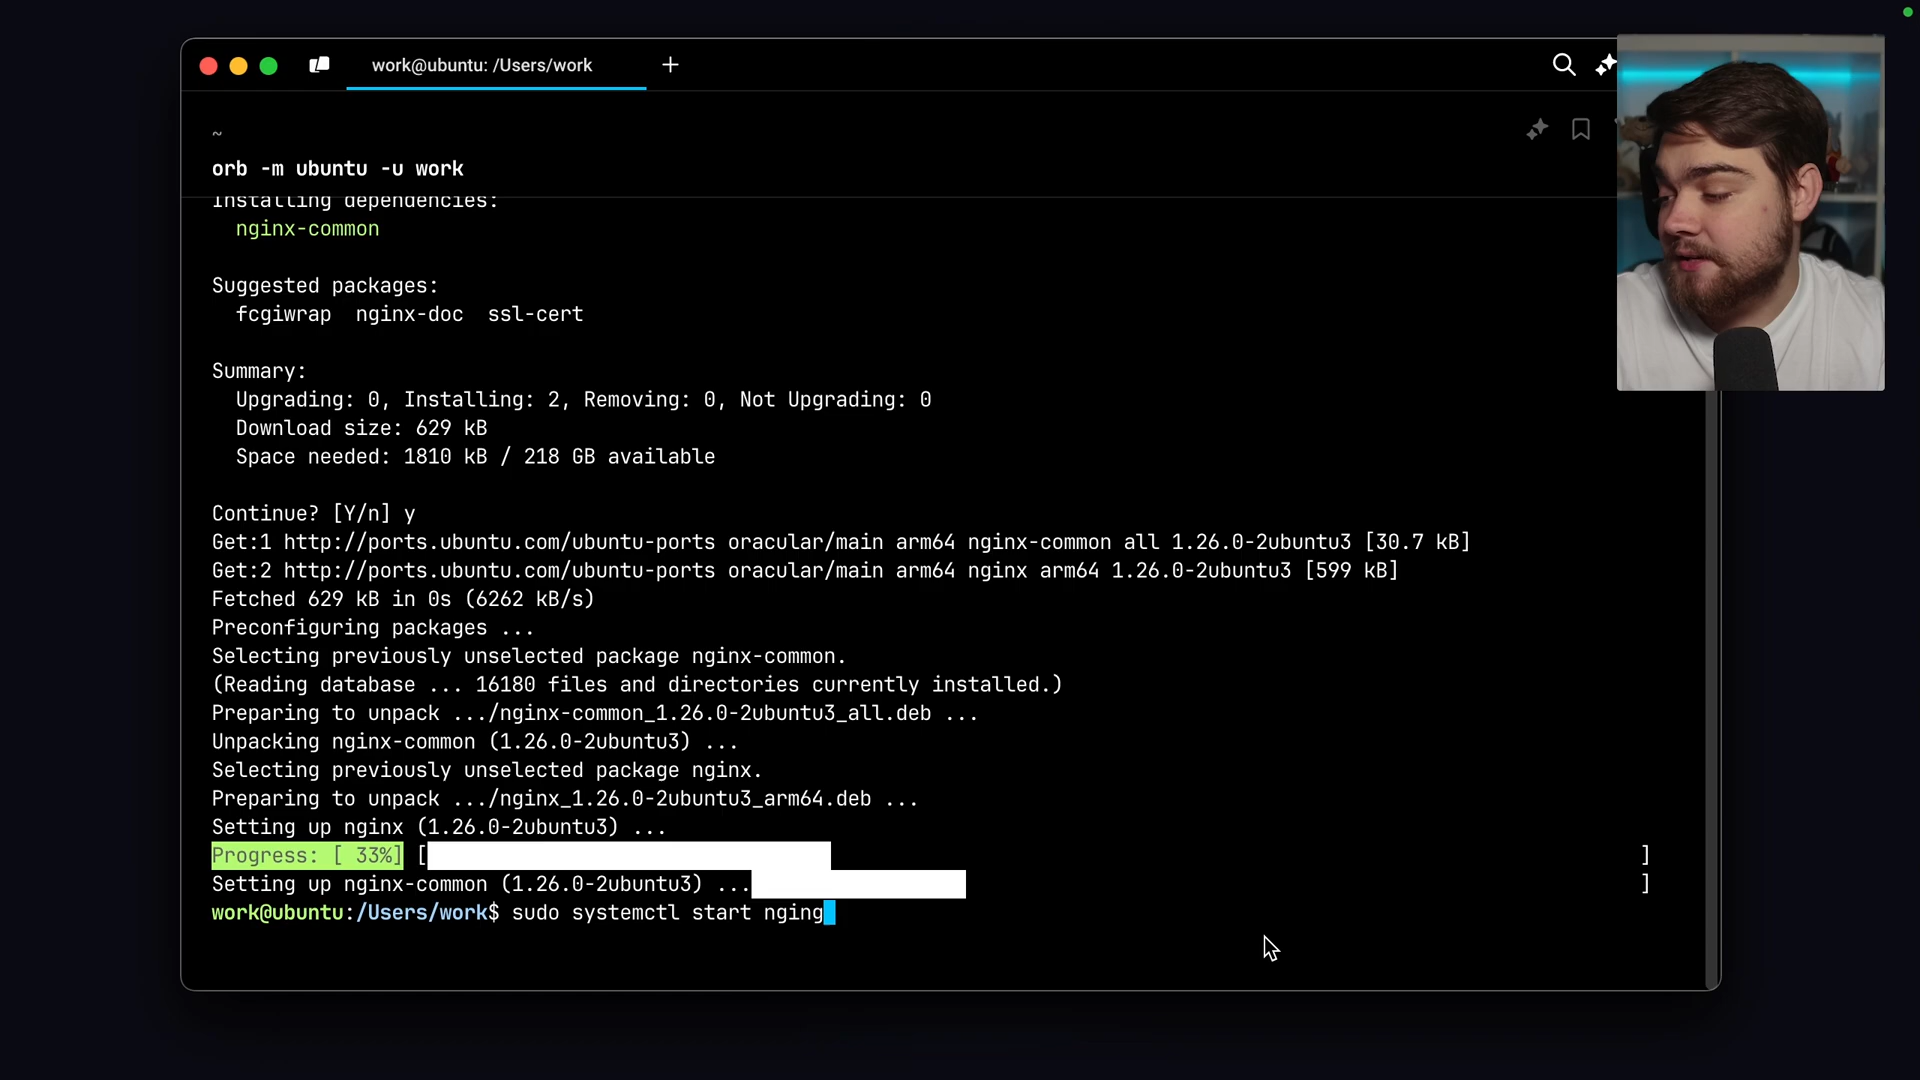 work@ubuntu: /Users/work
~
orb -m ubuntu -u work
Installing dependencies:
nginx-common
Suggested packages:
fcgiwrap nginx-doc ssl-cert
Summary:
Upgrading: 0, Installing: 2, Removing: 0, Not Upgrading: 0
Download size: 629 kB
Space needed: 1810 kB / 218 GB available
Continue? [Y/n] y
Get:1 http://ports.ubuntu.com/ubuntu-ports oracular/main arm64 nginx-common all 1.26.0-2ubuntu3 [30.7 kB]
Get:2 http://ports.ubuntu.com/ubuntu-ports oracular/main arm64 nginx arm64 1.26.0-2ubuntu3 [599 kB]
Fetched 629 kB in 0s (6262 kB/s)
Preconfiguring packages ...
Selecting previously unselected package nginx-common.
(Reading database ... 16180 files and directories currently installed.)
Preparing to unpack .../nginx-common_1.26.0-2ubuntu3_all.deb ...
Unpacking nginx-common (1.26.0-2ubuntu3) ...
Selecting previously unselected package nginx.
Preparing to unpack .../nginx_1.26.0-2ubuntu3_arm64.deb ...
Setting up nginx (1.26.0-2ubuntu3) ...
Progress: [ 33%] [ ]
Setting up nginx-common (1.26.0-2ubuntu3) ... ]
work@ubuntu:/Users/work$ sudo systemctl start nging